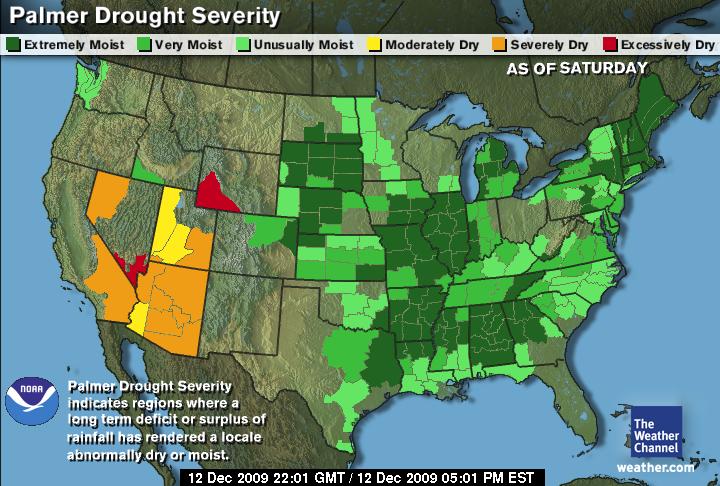 Palmer Drought Severity
Extremely Moist Very Moist Unusually Moist Moderately Dry Severely Dry Excessively Dry
AS OF SATURDAY
NOAA
Palmer Drought Severity
indicates regions where a
long term deficit or surplus of
rainfall has rendered a locale
abnormally dry or moist.
The
Weather
Channel
weather.com
12 Dec 2009 22:01 GMT / 12 Dec 2009 05:01 PM EST